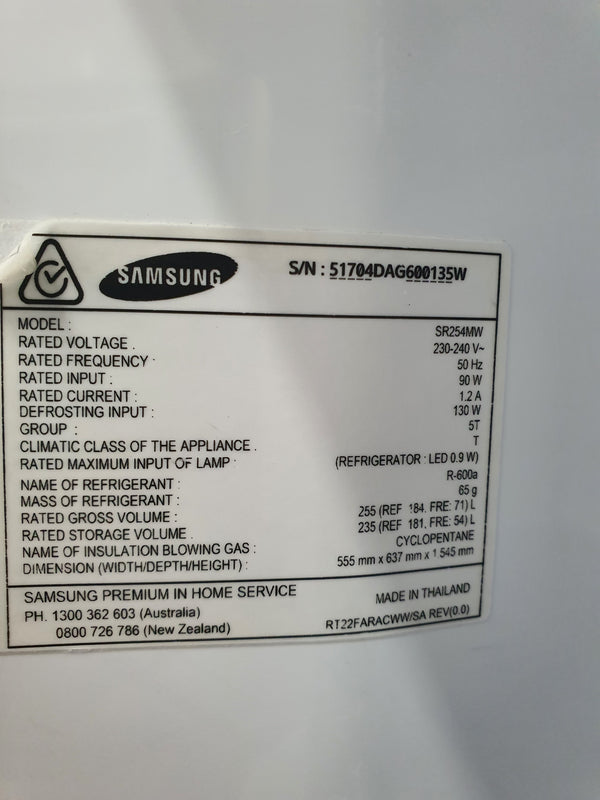 SAMSUNG S/N : 51704DAG600135W
MODEL : SR254MW
RATED VOLTAGE . 230-240 V~
RATED FREQUENCY · 50 Hz
RATED INPUT : 90 W
RATED CURRENT : 1.2 A
DEFROSTING INPUT : 130 W
GROUP : 5T
CLIMATIC CLASS OF THE APPLIANCE . T
RATED MAXIMUM INPUT OF LAMP · (REFRIGERATOR : LED 0.9 W)
NAME OF REFRIGERANT : R-600a
MASS OF REFRIGERANT : 65 g
RATED GROSS VOLUME : 255 (REF 184, FRE: 71) L
RATED STORAGE VOLUME . 235 (REF 181, FRE: 54) L
NAME OF INSULATION BLOWING GAS : CYCLOPENTANE
DIMENSION (WIDTH/DEPTH/HEIGHT) : 555 mm x 637 mm x 1 545 mm
SAMSUNG PREMIUM IN HOME SERVICE MADE IN THAILAND
PH. 1300 362 603 (Australia)
0800 726 786 (New Zealand) RT22FARACWW/SA REV(0.0)